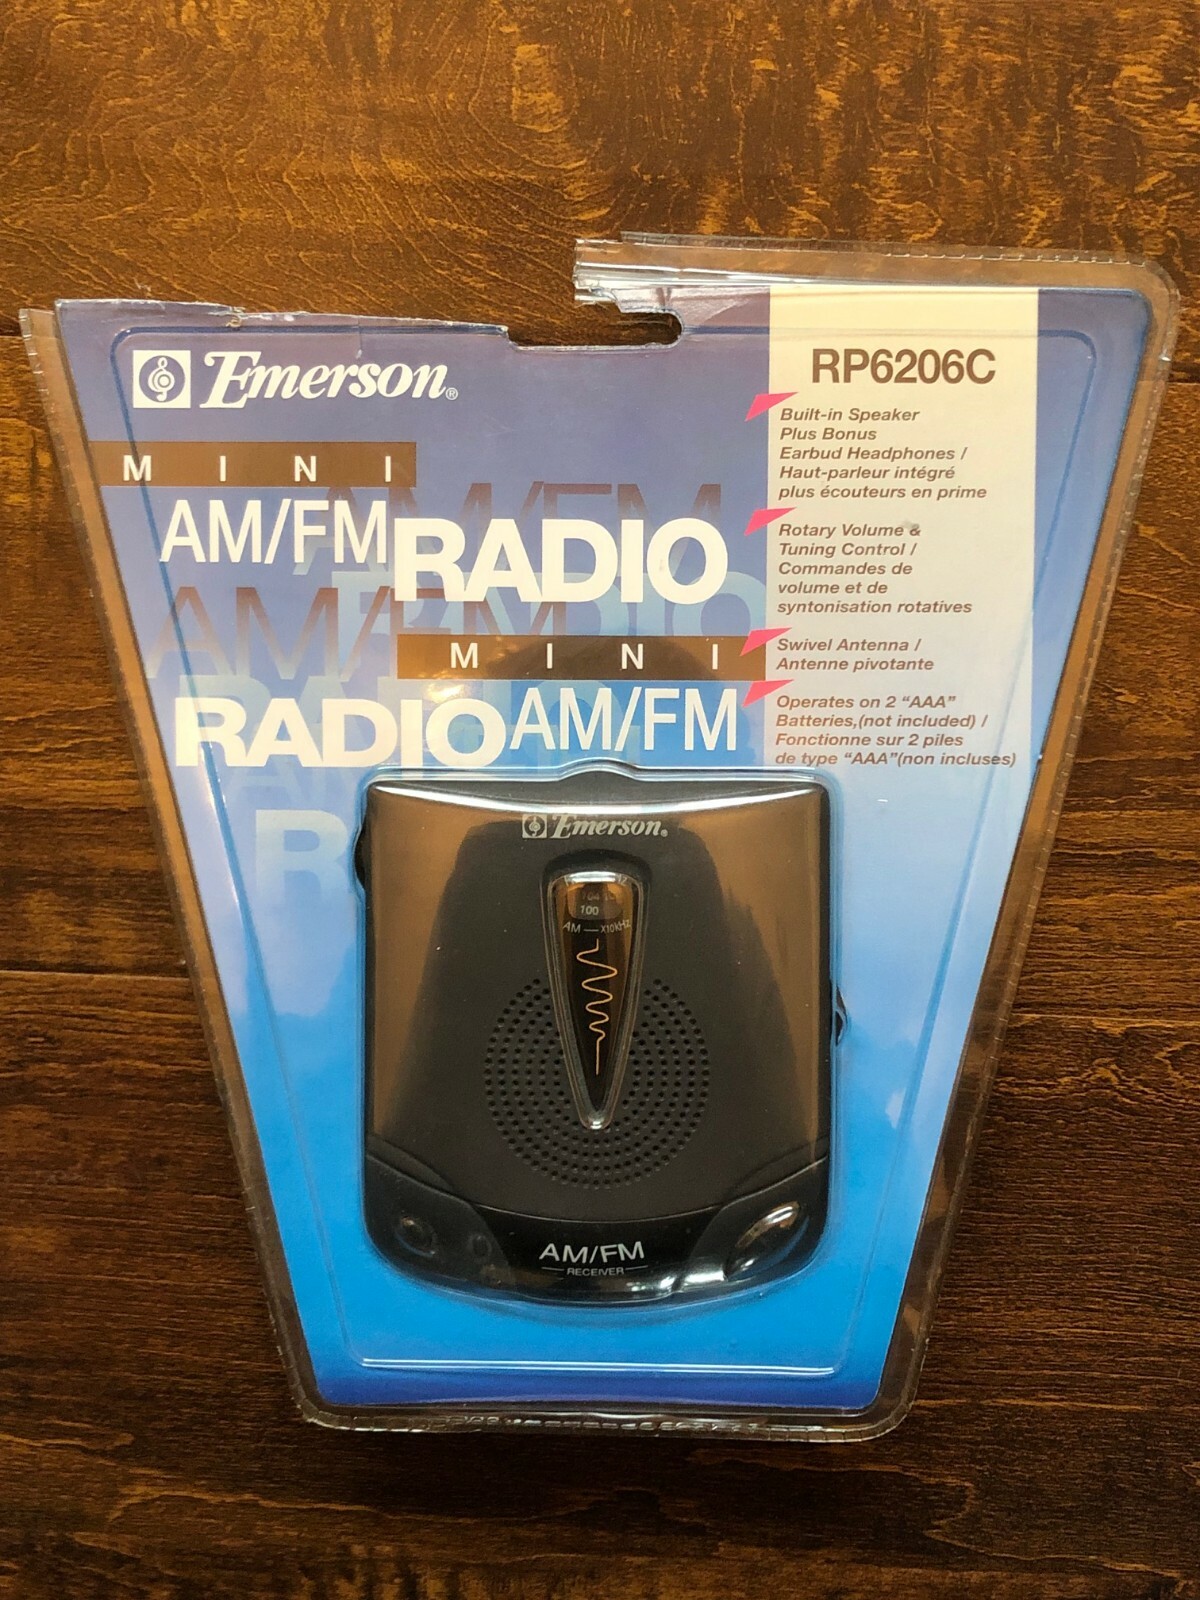 Emerson®
MINI
AM/FM RADIO
AM/FM
RADIO
MINI
RADIO AM/FM
RP6206C
Built-in Speaker
Plus Bonus
Earbud Headphones /
Haut-parleur intégré
plus écouteurs en prime
Rotary Volume &
Tuning Control /
Commandes de
volume et de
syntonisation rotatives
Swivel Antenna /
Antenne pivotante
Operates on 2 “AAA”
Batteries,(not included) /
Fonctionne sur 2 piles
de type “AAA”(non incluses)
Emerson®
100
AM — X10kHz
AM/FM
RECEIVER